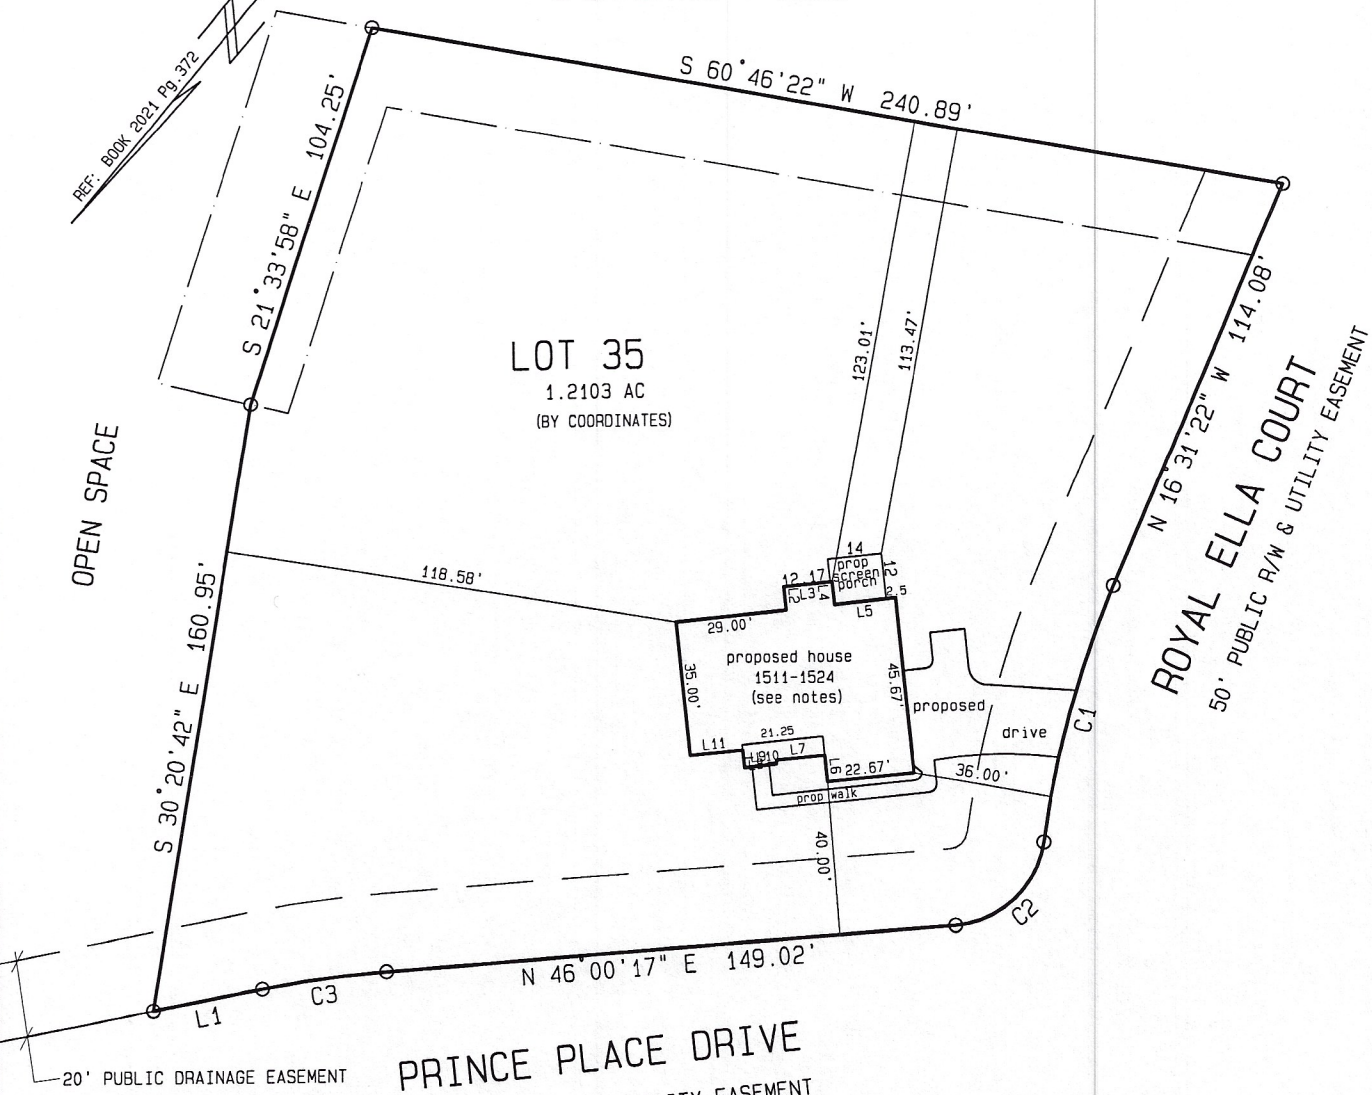 REF: BOOK 2021 Pg.372
S 60°46'22" W 240.89'
S 21°33'58" E 104.25'
LOT 35
1.2103 AC
(BY COORDINATES)
123.01'
113.47'
N 16°31'22" W 114.08'
ROYAL ELLA COURT
50' PUBLIC R/W & UTILITY EASEMENT
OPEN SPACE
118.58'
S 30°20'42" E 160.95'
14
prop
screen
porch
12
12.17
L2
L3
L4
L5
2.5
29.00'
35.00'
proposed house
1511-1524
(see notes)
45.67'
proposed
drive
C1
L11
21.25
L7
L6
22.67'
36.00'
prop walk
40.00'
C2
N 46°00'17" E 149.02'
C3
L1
PRINCE PLACE DRIVE
20' PUBLIC DRAINAGE EASEMENT
EASEMENT